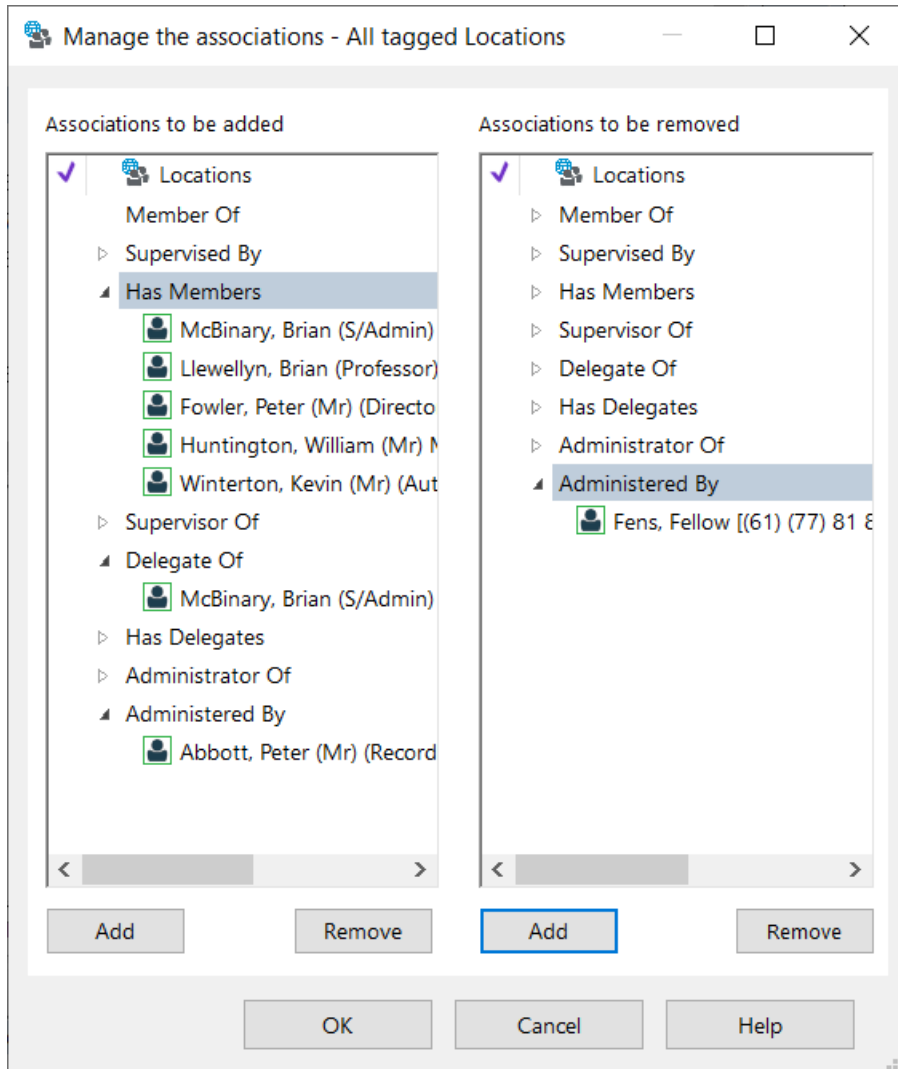 Manage the associations - All tagged Locations
Associations to be added
Locations
Member Of
Supervised By
Has Members
McBinary, Brian (S/Admin)
Llewellyn, Brian (Professor)
Fowler, Peter (Mr) (Directo
Huntington, William (Mr)
Winterton, Kevin (Mr) (Aut
Supervisor Of
Delegate Of
McBinary, Brian (S/Admin)
Has Delegates
Administrator Of
Administered By
Abbott, Peter (Mr) (Record
Add
Remove
Associations to be removed
Locations
Member Of
Supervised By
Has Members
Supervisor Of
Delegate Of
Has Delegates
Administrator Of
Administered By
Fens, Fellow [(61) (77) 81
Add
Remove
OK
Cancel
Help